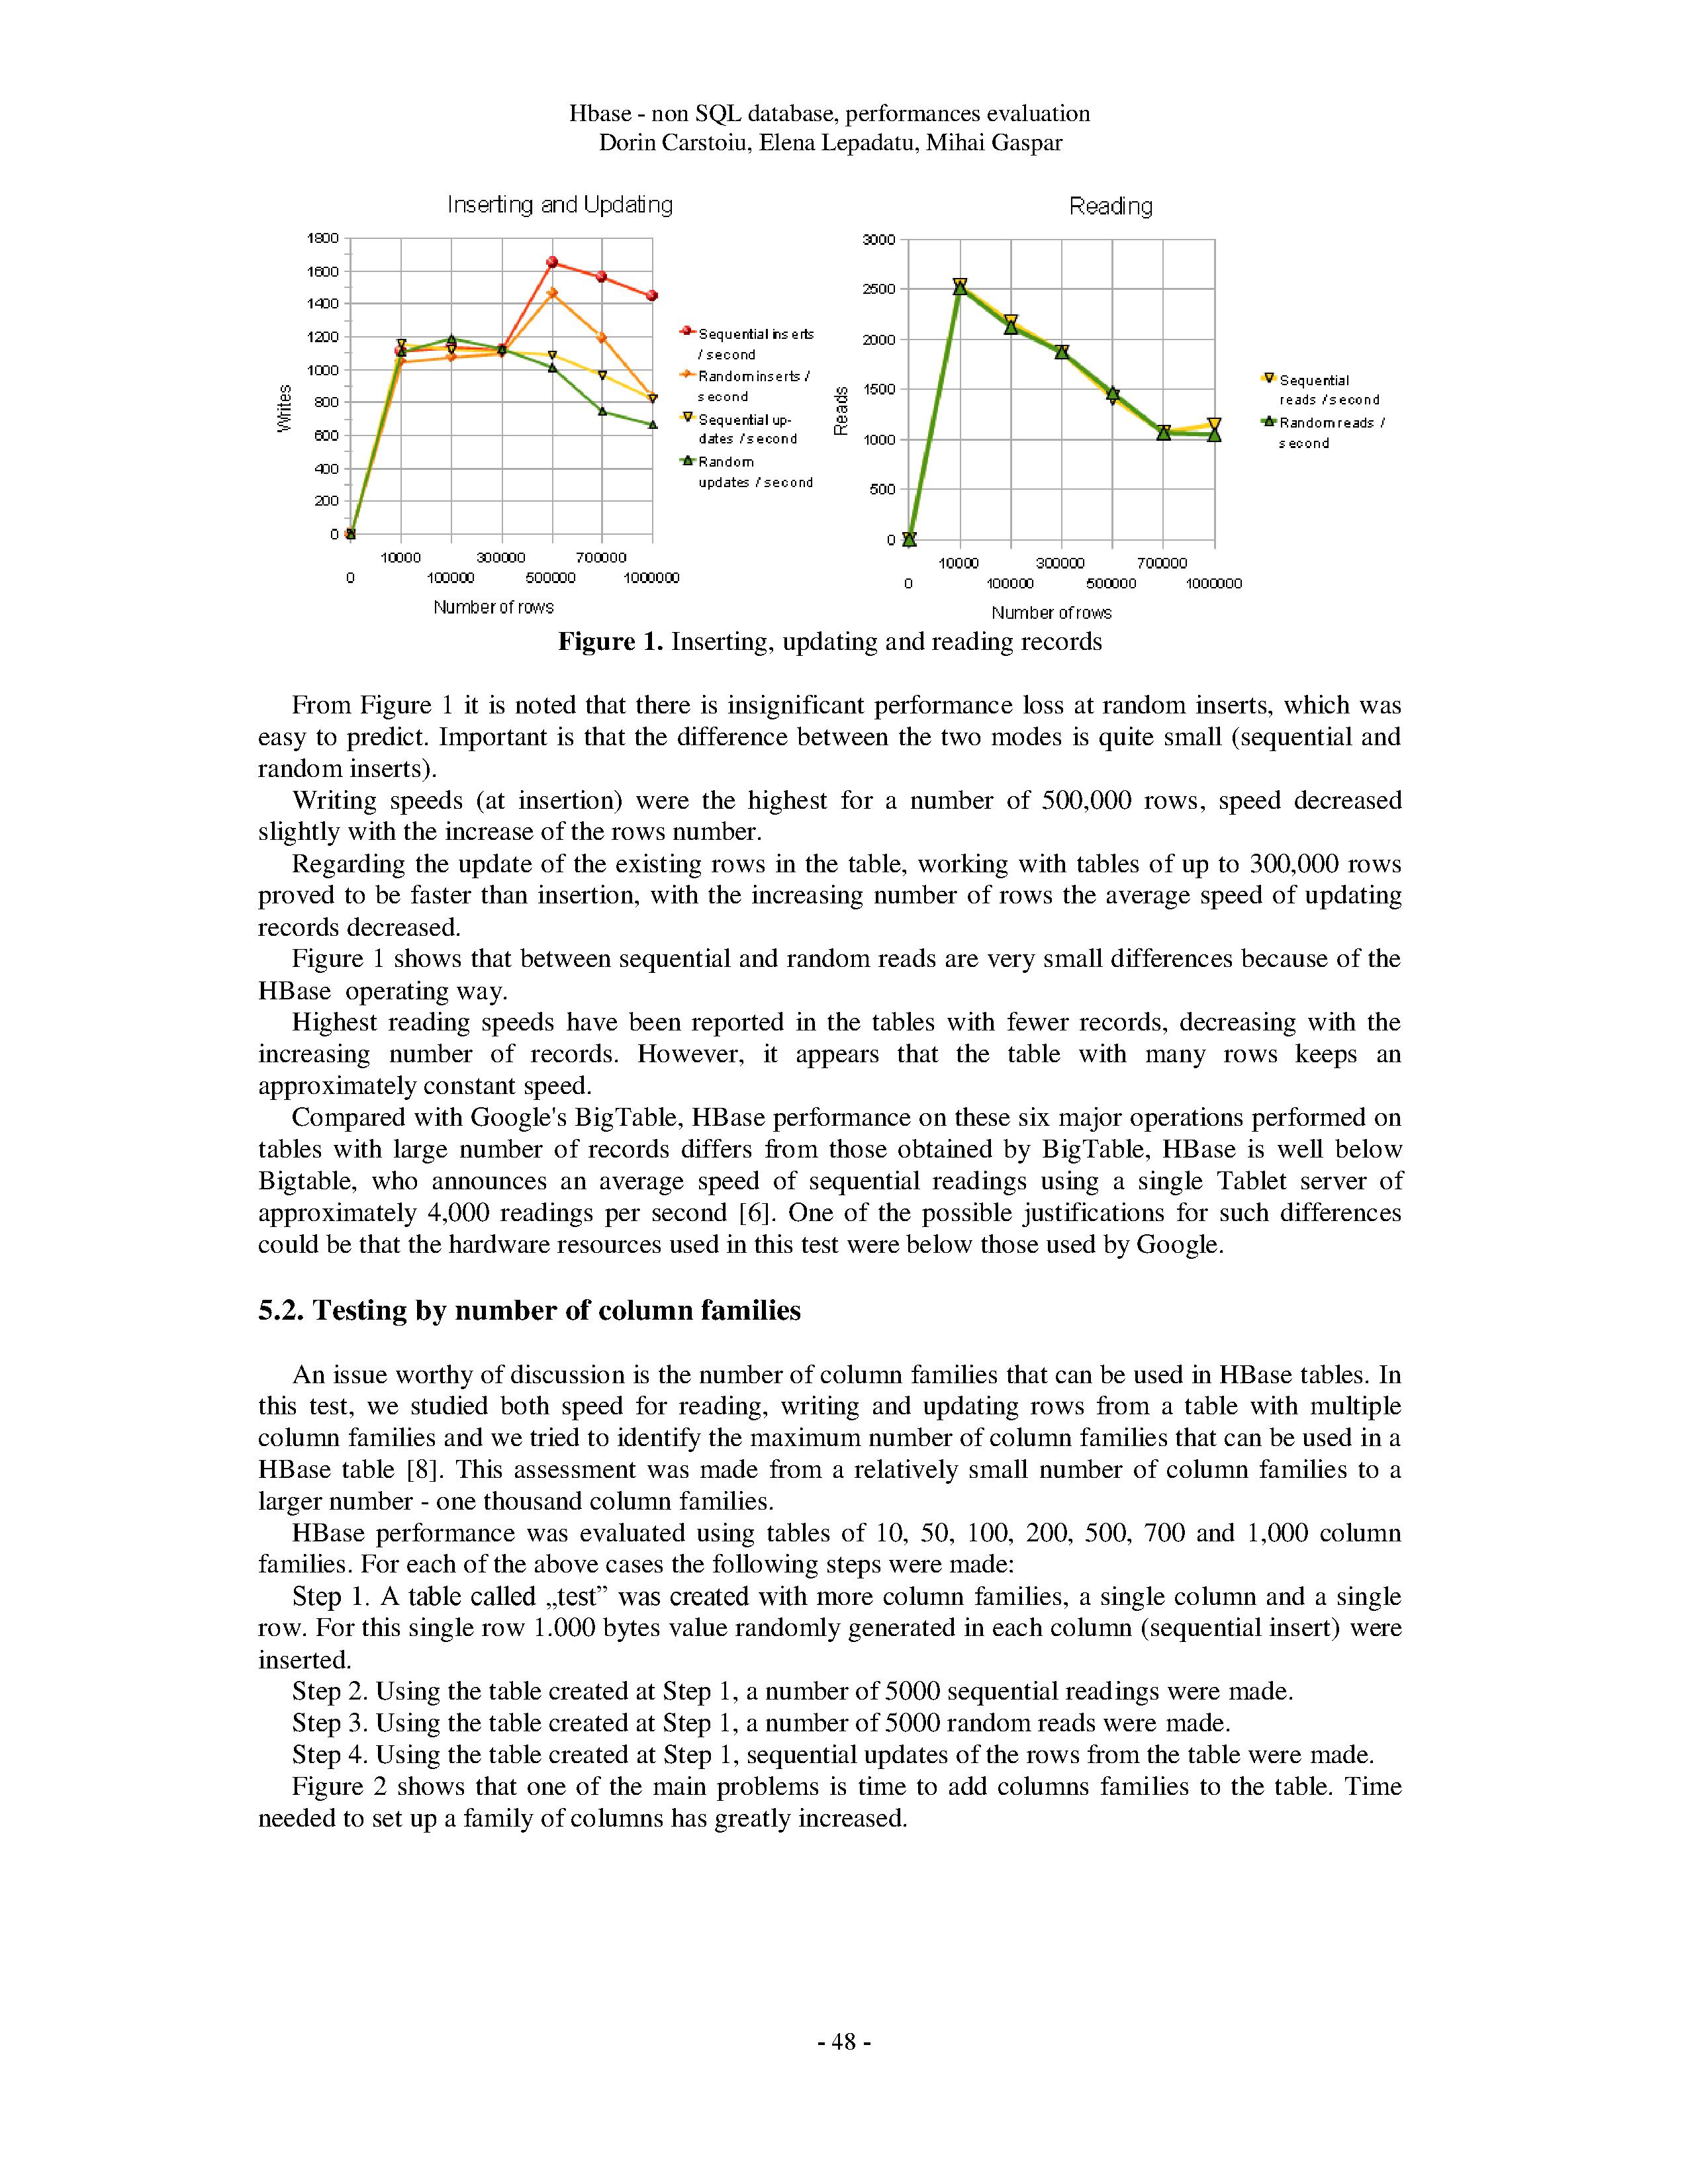 Hbase - non SQL database, performances evaluation
Dorin Carstoiu, Elena Lepadatu, Mihai Gaspar
Inserting and Updating
1800
1600
1400
1200
1000
800
600
400
200
0
Writes
10000 300000 700000
0 100000 500000 1000000
Number of rows
Sequential inserts
/ second
Random inserts /
second
Sequential up-
dates / second
Random
updates / second
Reading
3000
2500
2000
1500
1000
500
0
Reads
10000 300000 700000
0 100000 500000 1000000
Number of rows
Sequential
reads / second
Random reads /
second
Figure 1. Inserting, updating and reading records
From Figure 1 it is noted that there is insignificant performance loss at random inserts, which was
easy to predict. Important is that the difference between the two modes is quite small (sequential and
random inserts).
Writing speeds (at insertion) were the highest for a number of 500,000 rows, speed decreased
slightly with the increase of the rows number.
Regarding the update of the existing rows in the table, working with tables of up to 300,000 rows
proved to be faster than insertion, with the increasing number of rows the average speed of updating
records decreased.
Figure 1 shows that between sequential and random reads are very small differences because of the
HBase operating way.
Highest reading speeds have been reported in the tables with fewer records, decreasing with the
increasing number of records. However, it appears that the table with many rows keeps an
approximately constant speed.
Compared with Google's BigTable, HBase performance on these six major operations performed on
tables with large number of records differs from those obtained by BigTable, HBase is well below
Bigtable, who announces an average speed of sequential readings using a single Tablet server of
approximately 4,000 readings per second [6]. One of the possible justifications for such differences
could be that the hardware resources used in this test were below those used by Google.
5.2. Testing by number of column families
An issue worthy of discussion is the number of column families that can be used in HBase tables. In
this test, we studied both speed for reading, writing and updating rows from a table with multiple
column families and we tried to identify the maximum number of column families that can be used in a
HBase table [8]. This assessment was made from a relatively small number of column families to a
larger number - one thousand column families.
HBase performance was evaluated using tables of 10, 50, 100, 200, 500, 700 and 1,000 column
families. For each of the above cases the following steps were made:
Step 1. A table called „test” was created with more column families, a single column and a single
row. For this single row 1.000 bytes value randomly generated in each column (sequential insert) were
inserted.
Step 2. Using the table created at Step 1, a number of 5000 sequential readings were made.
Step 3. Using the table created at Step 1, a number of 5000 random reads were made.
Step 4. Using the table created at Step 1, sequential updates of the rows from the table were made.
Figure 2 shows that one of the main problems is time to add columns families to the table. Time
needed to set up a family of columns has greatly increased.
- 48 -